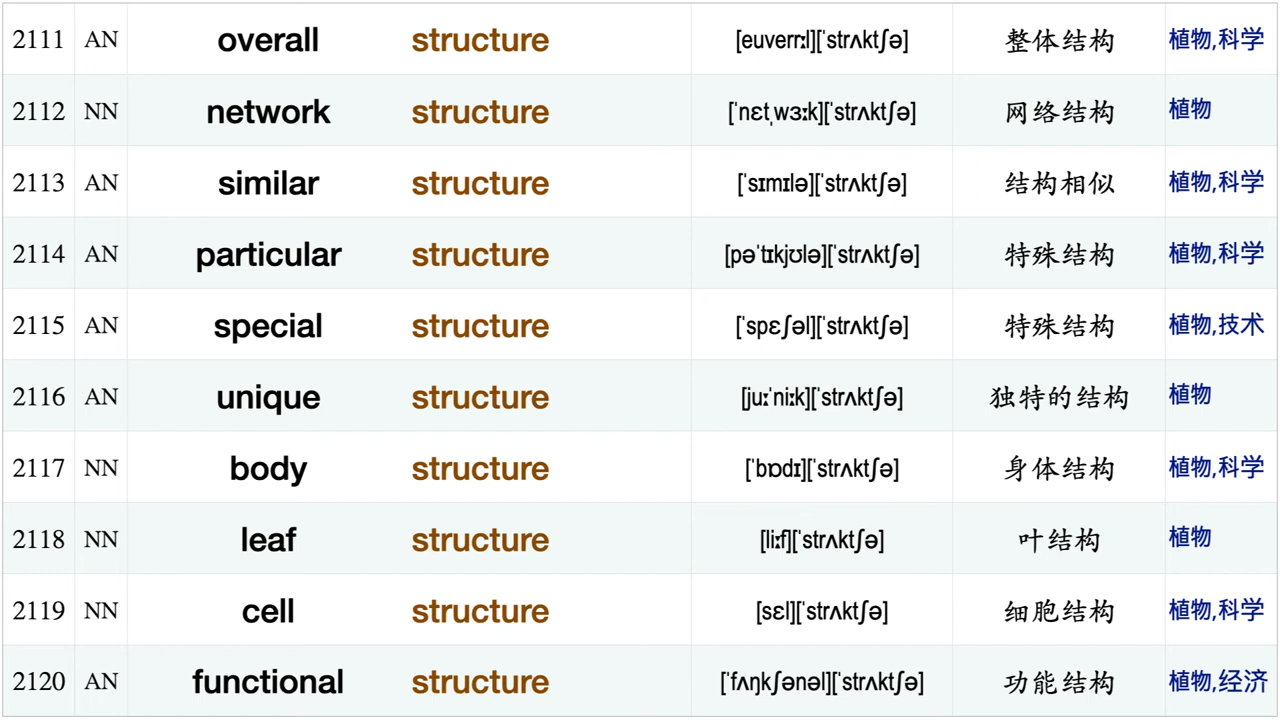 2111 AN overall structure [euverrːl][ˈstrʌktʃə] 整体结构 植物,科学
2112 NN network structure [ˈnɛtˌwɜːk][ˈstrʌktʃə] 网络结构 植物
2113 AN similar structure [ˈsɪmɪlə][ˈstrʌktʃə] 结构相似 植物,科学
2114 AN particular structure [pəˈtɪkjʊlə][ˈstrʌktʃə] 特殊结构 植物,科学
2115 AN special structure [ˈspɛʃəl][ˈstrʌktʃə] 特殊结构 植物,技术
2116 AN unique structure [juːˈniːk][ˈstrʌktʃə] 独特的结构 植物
2117 NN body structure [ˈbɒdɪ][ˈstrʌktʃə] 身体结构 植物,科学
2118 NN leaf structure [liːf][ˈstrʌktʃə] 叶结构 植物
2119 NN cell structure [sɛl][ˈstrʌktʃə] 细胞结构 植物,科学
2120 AN functional structure [ˈfʌŋkʃənəl][ˈstrʌktʃə] 功能结构 植物,经济